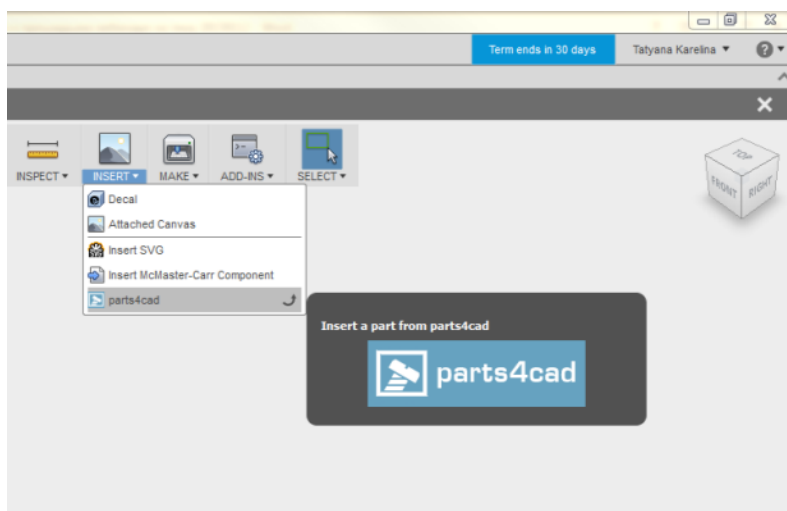 Term ends in 30 days Tatyana Karelina
INSPECT INSERT MAKE ADD-INS SELECT
TOP
FRONT RIGHT
Decal
Attached Canvas
Insert SVG
Insert McMaster-Carr Component
parts4cad
Insert a part from parts4cad
parts4cad